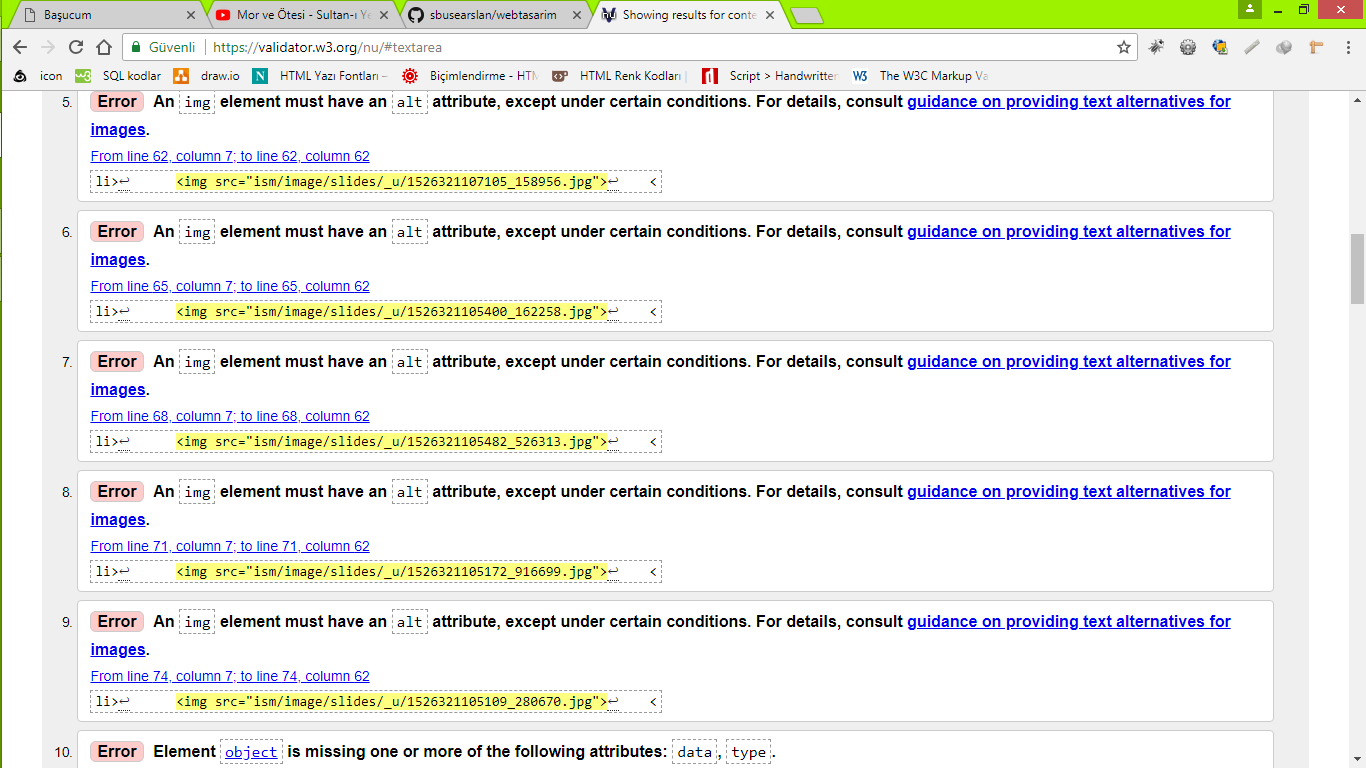 Başucum
Mor ve Ötesi - Sultan-ı Ye
sbusearslan/webtasarim
Showing results for conte
Güvenli
https://validator.w3.org/nu/#textarea
icon
SQL kodlar
draw.io
HTML Yazı Fontları –
Biçimlendirme - HTM
HTML Renk Kodları |
Script > Handwritten
The W3C Markup Va
5. Error An img element must have an alt attribute, except under certain conditions. For details, consult guidance on providing text alternatives for
images.
From line 62, column 7; to line 62, column 62
li>↩ <img src="ism/image/slides/_u/1526321107105_158956.jpg">↩ <
6. Error An img element must have an alt attribute, except under certain conditions. For details, consult guidance on providing text alternatives for
images.
From line 65, column 7; to line 65, column 62
li>↩ <img src="ism/image/slides/_u/1526321105400_162258.jpg">↩ <
7. Error An img element must have an alt attribute, except under certain conditions. For details, consult guidance on providing text alternatives for
images.
From line 68, column 7; to line 68, column 62
li>↩ <img src="ism/image/slides/_u/1526321105482_526313.jpg">↩ <
8. Error An img element must have an alt attribute, except under certain conditions. For details, consult guidance on providing text alternatives for
images.
From line 71, column 7; to line 71, column 62
li>↩ <img src="ism/image/slides/_u/1526321105172_916699.jpg">↩ <
9. Error An img element must have an alt attribute, except under certain conditions. For details, consult guidance on providing text alternatives for
images.
From line 74, column 7; to line 74, column 62
li>↩ <img src="ism/image/slides/_u/1526321105109_280670.jpg">↩ <
10. Error Element object is missing one or more of the following attributes: data, type.